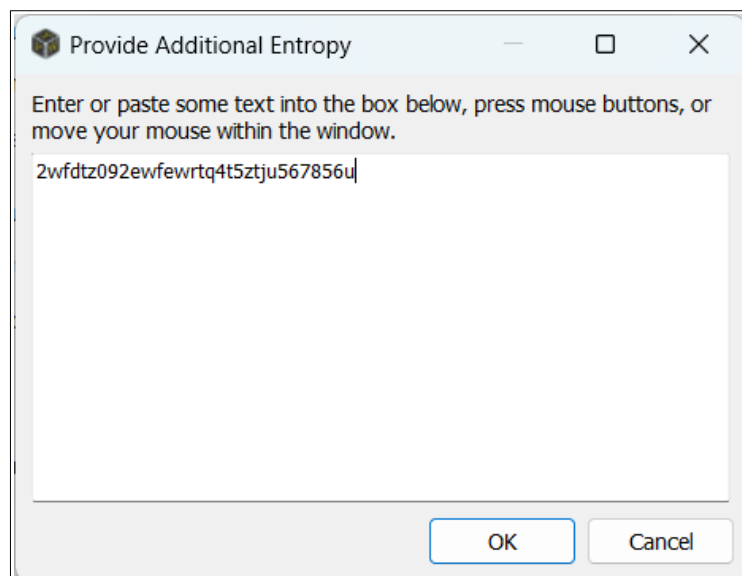 Provide Additional Entropy
Enter or paste some text into the box below, press mouse buttons, or
move your mouse within the window.
2wfdtz092ewfewrtq4t5ztju567856u
OK
Cancel